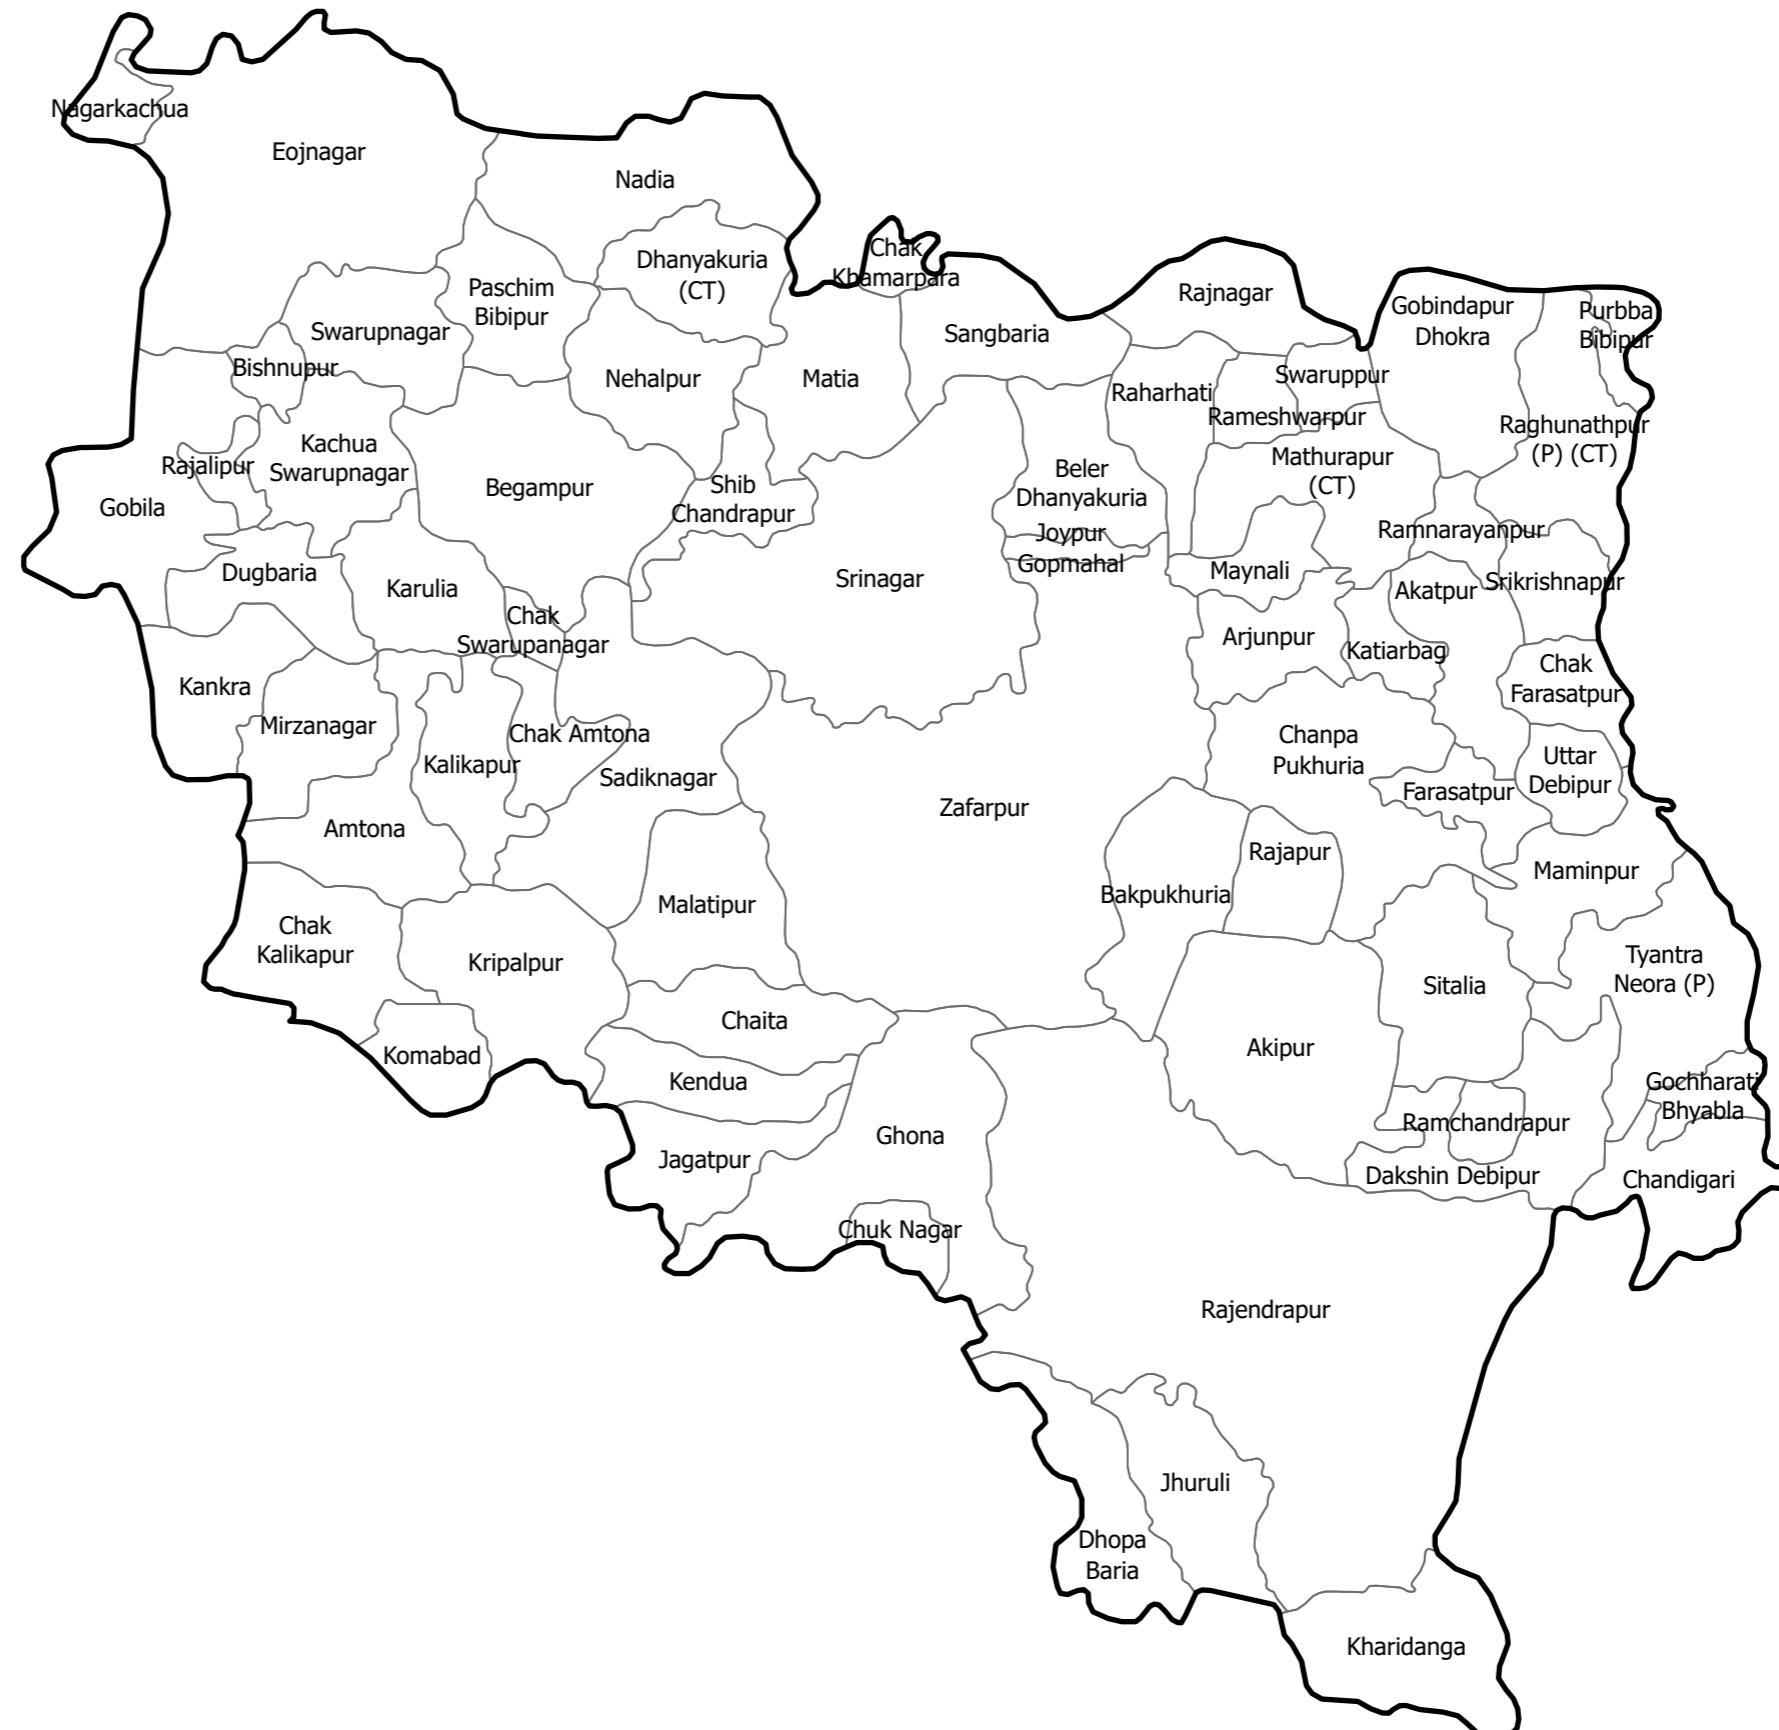 Nagarkachua
Eojnagar
Nadia
Dhanyakuria
(CT)
Chak
Khamarpara
Paschim
Bibipur
Swarupnagar
Bishnupur
Nehalpur
Matia
Sangbaria
Rajnagar
Gobindapur
Dhokra
Purbba
Bibipur
Raharhati
Swaruppur
Rameshwarpur
Raghunathpur
(P) (CT)
Kachua
Swarupnagar
Rajalipur
Gobila
Begampur
Shib
Chandrapur
Beler
Dhanyakuria
Joypur
Gopmahal
Mathurapur
(CT)
Ramnarayanpur
Dugbaria
Karulia
Srinagar
Maynali
Akatpur
Srikrishnapur
Chak
Swarupanagar
Arjunpur
Katiarbag
Chak
Farasatpur
Kankra
Mirzanagar
Kalikapur
Chak Amtona
Sadiknagar
Chanpa
Pukhuria
Farasatpur
Uttar
Debipur
Amtona
Zafarpur
Rajapur
Maminpur
Malatipur
Bakpukhuria
Chak
Kalikapur
Kripalpur
Sitalia
Tyantra
Neora (P)
Chaita
Komabad
Kendua
Akipur
Gochharati
Bhyabla
Ghona
Ramchandrapur
Jagatpur
Dakshin Debipur
Chandigari
Chuk Nagar
Rajendrapur
Jhuruli
Dhopa
Baria
Kharidanga